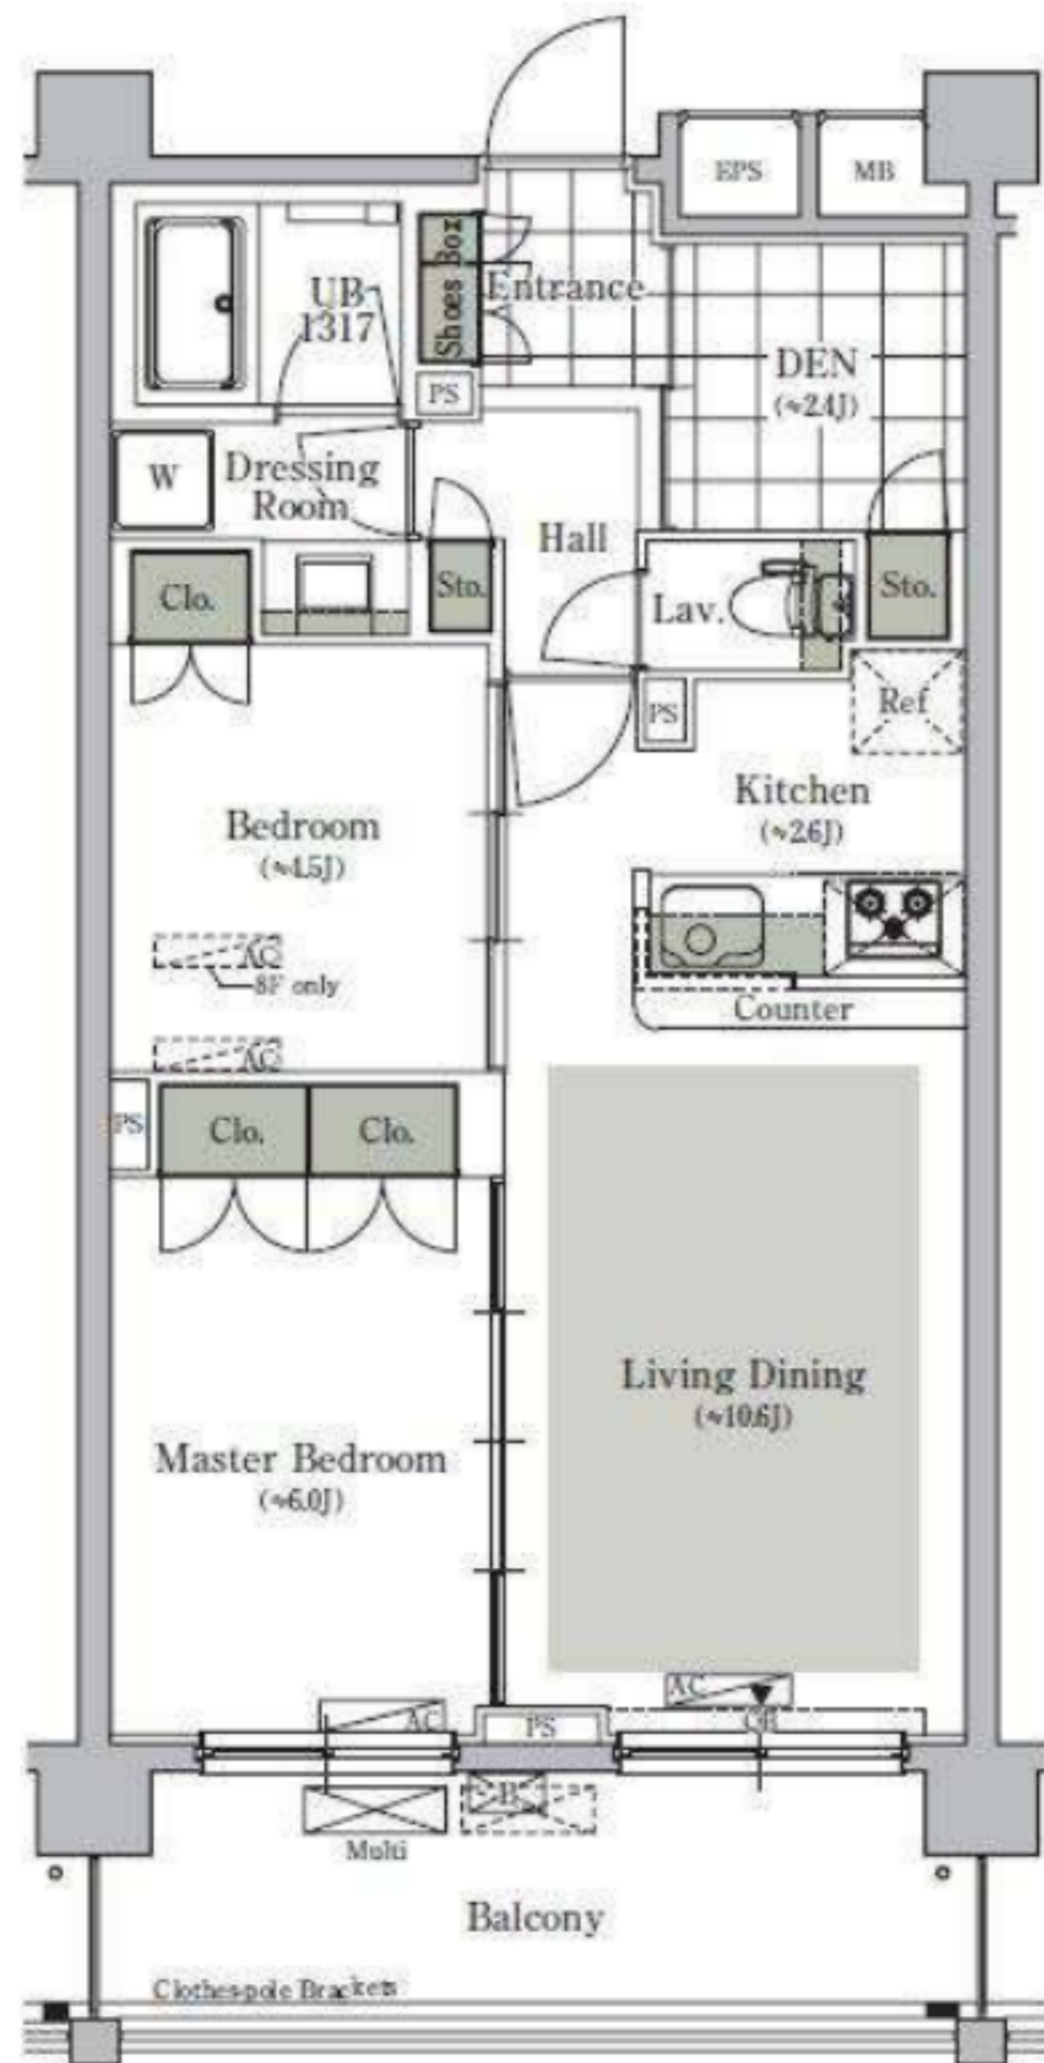 EPS
MB
UB
1317
Shoes Box
Entrance
DEN
(≒2.4J)
PS
W
Dressing
Room
Hall
Clo.
Sto.
Lav.
Sto.
PS
Ref
Kitchen
(≒2.6J)
Bedroom
(≒4.5J)
AC
8F only
AC
Counter
PS
Clo.
Clo.
Living Dining
(≒10.6J)
Master Bedroom
(≒6.0J)
AC
AC
PS
B
Multi
Balcony
Clothes-pole Brackets